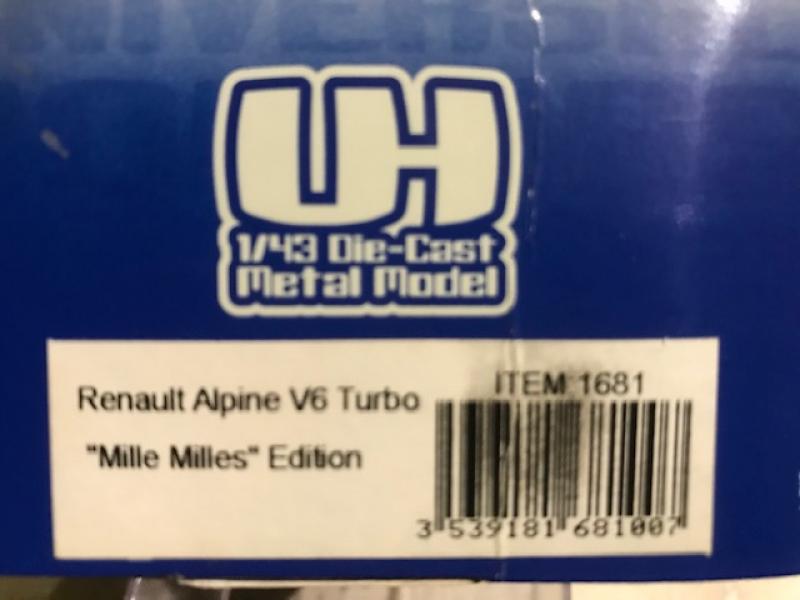 UNIVERSAL
UH
1/43 Die-Cast
Metal Model
Renault Alpine V6 Turbo
ITEM 1681
"Mille Milles" Edition
3 539181 681007